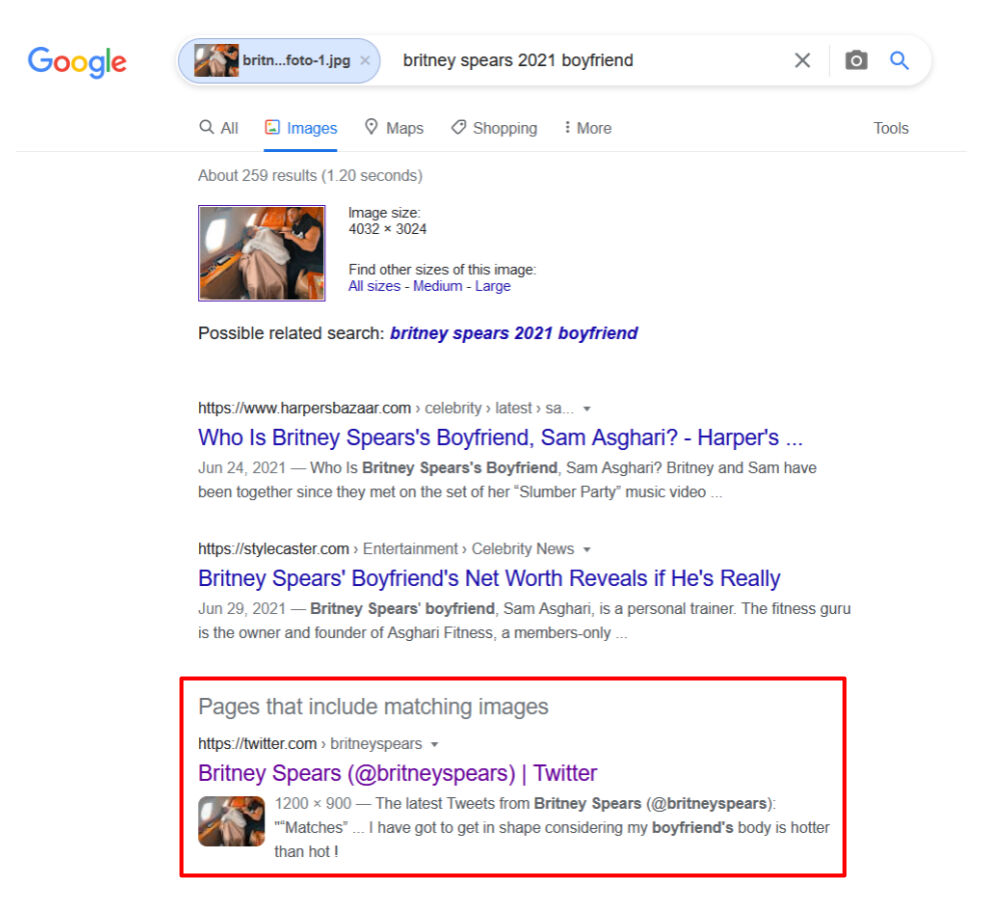 Google
britn...foto-1.jpg × britney spears 2021 boyfriend
All Images Maps Shopping More Tools
About 259 results (1.20 seconds)
Image size:
4032 × 3024
Find other sizes of this image:
All sizes - Medium - Large
Possible related search: britney spears 2021 boyfriend
https://www.harpersbazaar.com › celebrity › latest › sa...
Who Is Britney Spears's Boyfriend, Sam Asghari? - Harper's ...
Jun 24, 2021 — Who Is Britney Spears's Boyfriend, Sam Asghari? Britney and Sam have
been together since they met on the set of her “Slumber Party” music video ...
https://stylecaster.com › Entertainment › Celebrity News
Britney Spears' Boyfriend's Net Worth Reveals if He's Really
Jun 29, 2021 — Britney Spears' boyfriend, Sam Asghari, is a personal trainer. The fitness guru
is the owner and founder of Asghari Fitness, a members-only ...
Pages that include matching images
https://twitter.com › britneyspears
Britney Spears (@britneyspears) | Twitter
1200 × 900 — The latest Tweets from Britney Spears (@britneyspears):
"“Matches” ... I have got to get in shape considering my boyfriend's body is hotter
than hot !